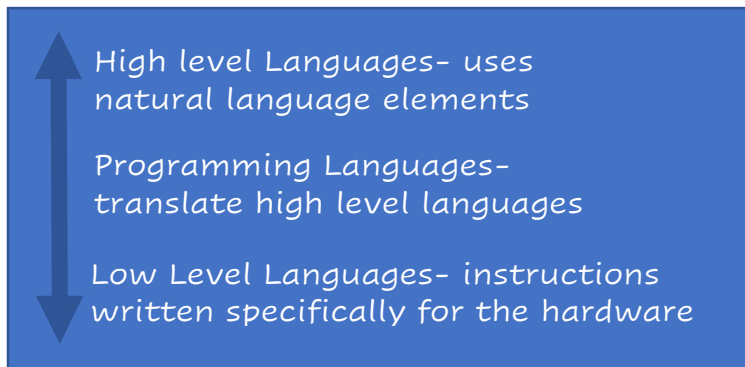 High level Languages- uses
natural language elements
Programming Languages-
translate high level languages
Low Level Languages- instructions
written specifically for the hardware